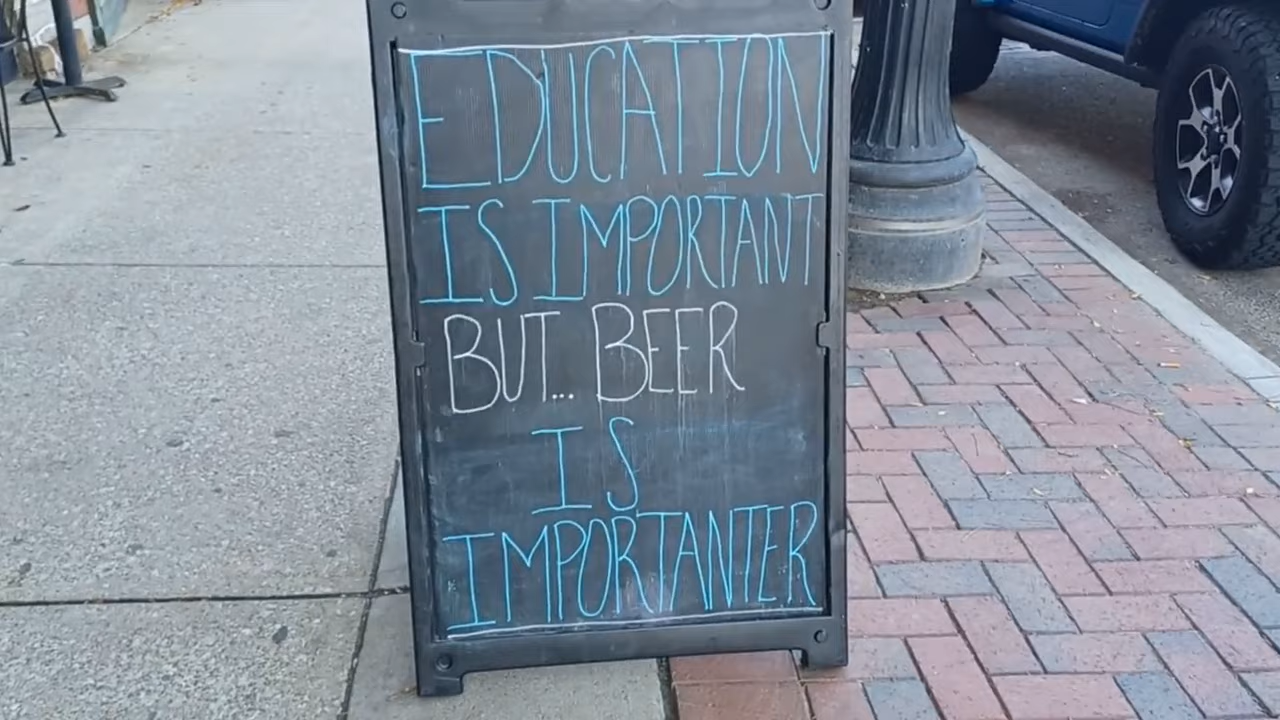 EDUCATION
IS IMPORTANT
BUT... BEER
IS
IMPORTANTER